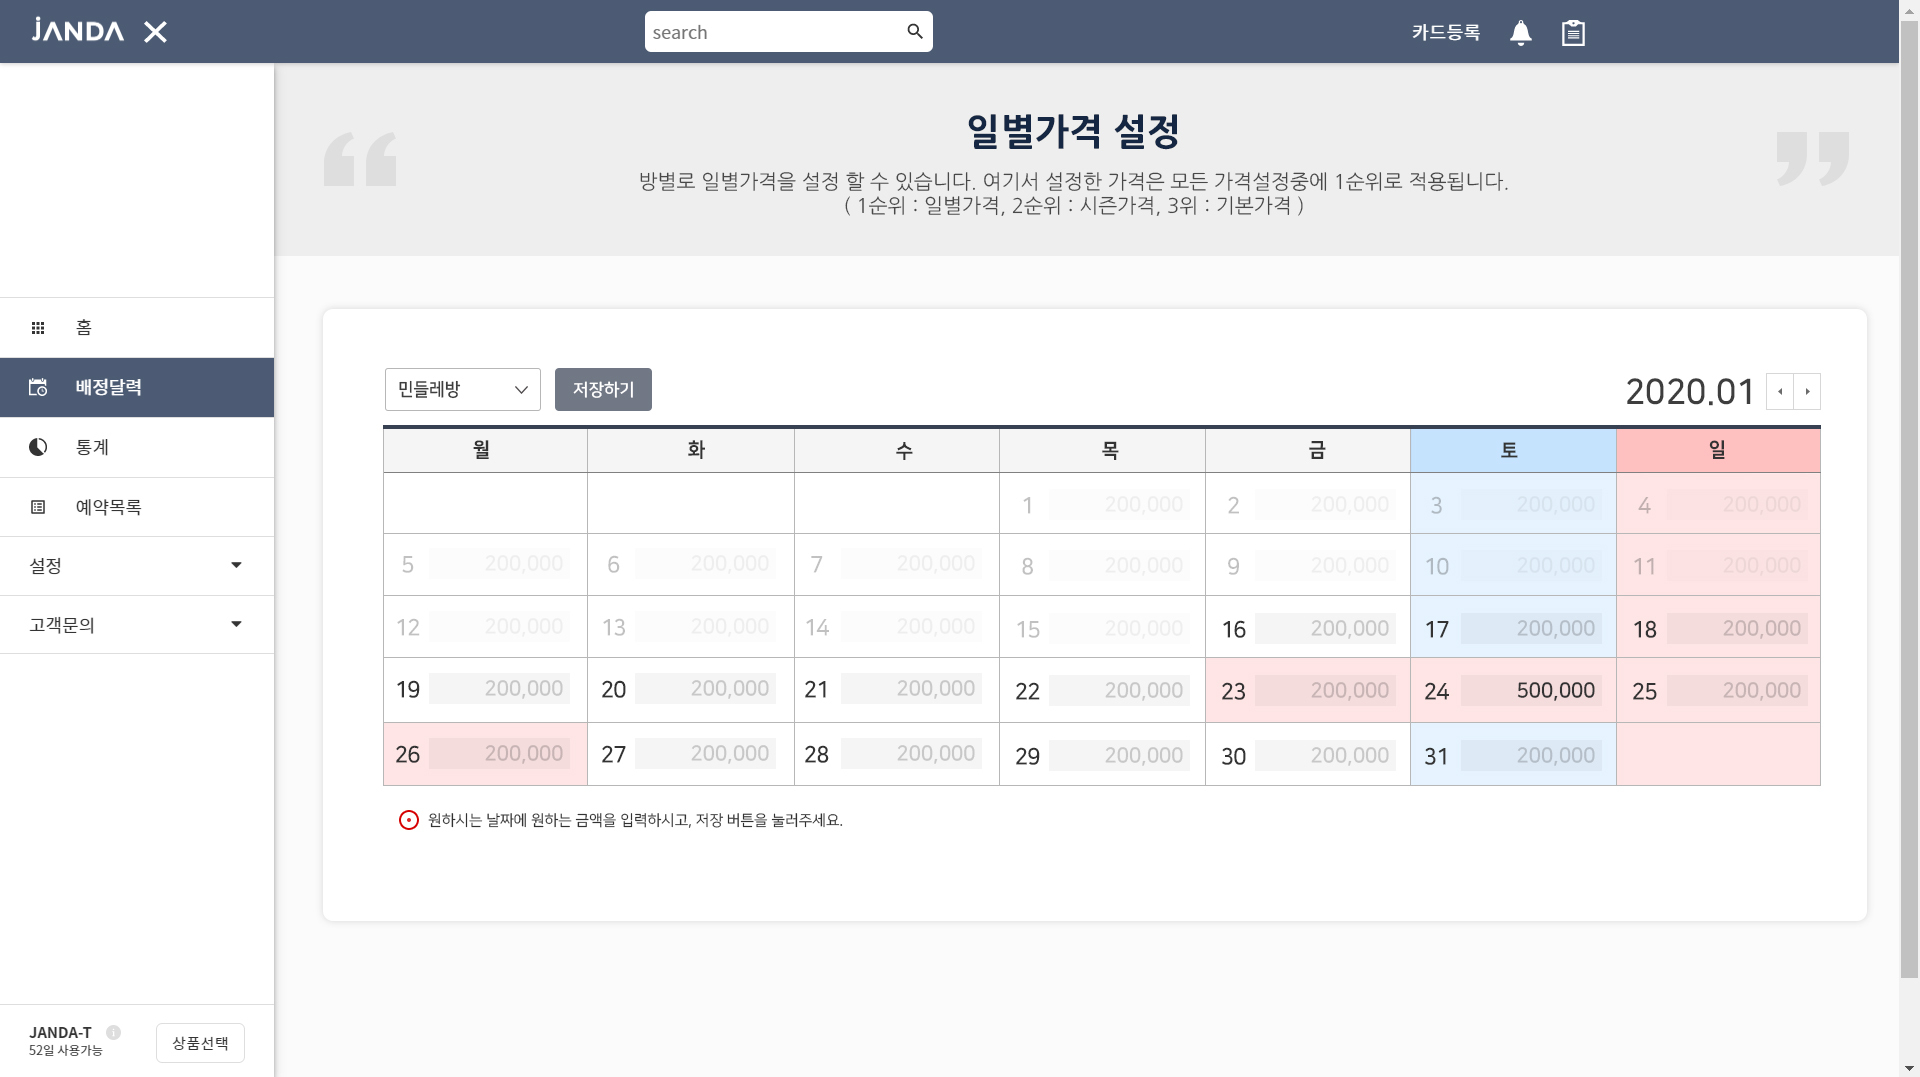 JANDA
search
카드등록
일별가격 설정
방별로 일별가격을 설정 할 수 있습니다. 여기서 설정한 가격은 모든 가격설정중에 1순위로 적용됩니다.
( 1순위 : 일별가격, 2순위 : 시즌가격, 3위 : 기본가격 )
홈
배정달력
통계
예약목록
설정
고객문의
JANDA-T
52일 사용가능
상품선택
민들레방 저장하기 2020.01
월 화 수 목 금 토 일
1 200,000 2 200,000 3 200,000 4 200,000
5 200,000 6 200,000 7 200,000 8 200,000 9 200,000 10 200,000 11 200,000
12 200,000 13 200,000 14 200,000 15 200,000 16 200,000 17 200,000 18 200,000
19 200,000 20 200,000 21 200,000 22 200,000 23 200,000 24 500,000 25 200,000
26 200,000 27 200,000 28 200,000 29 200,000 30 200,000 31 200,000
원하시는 날짜에 원하는 금액을 입력하시고, 저장 버튼을 눌러주세요.